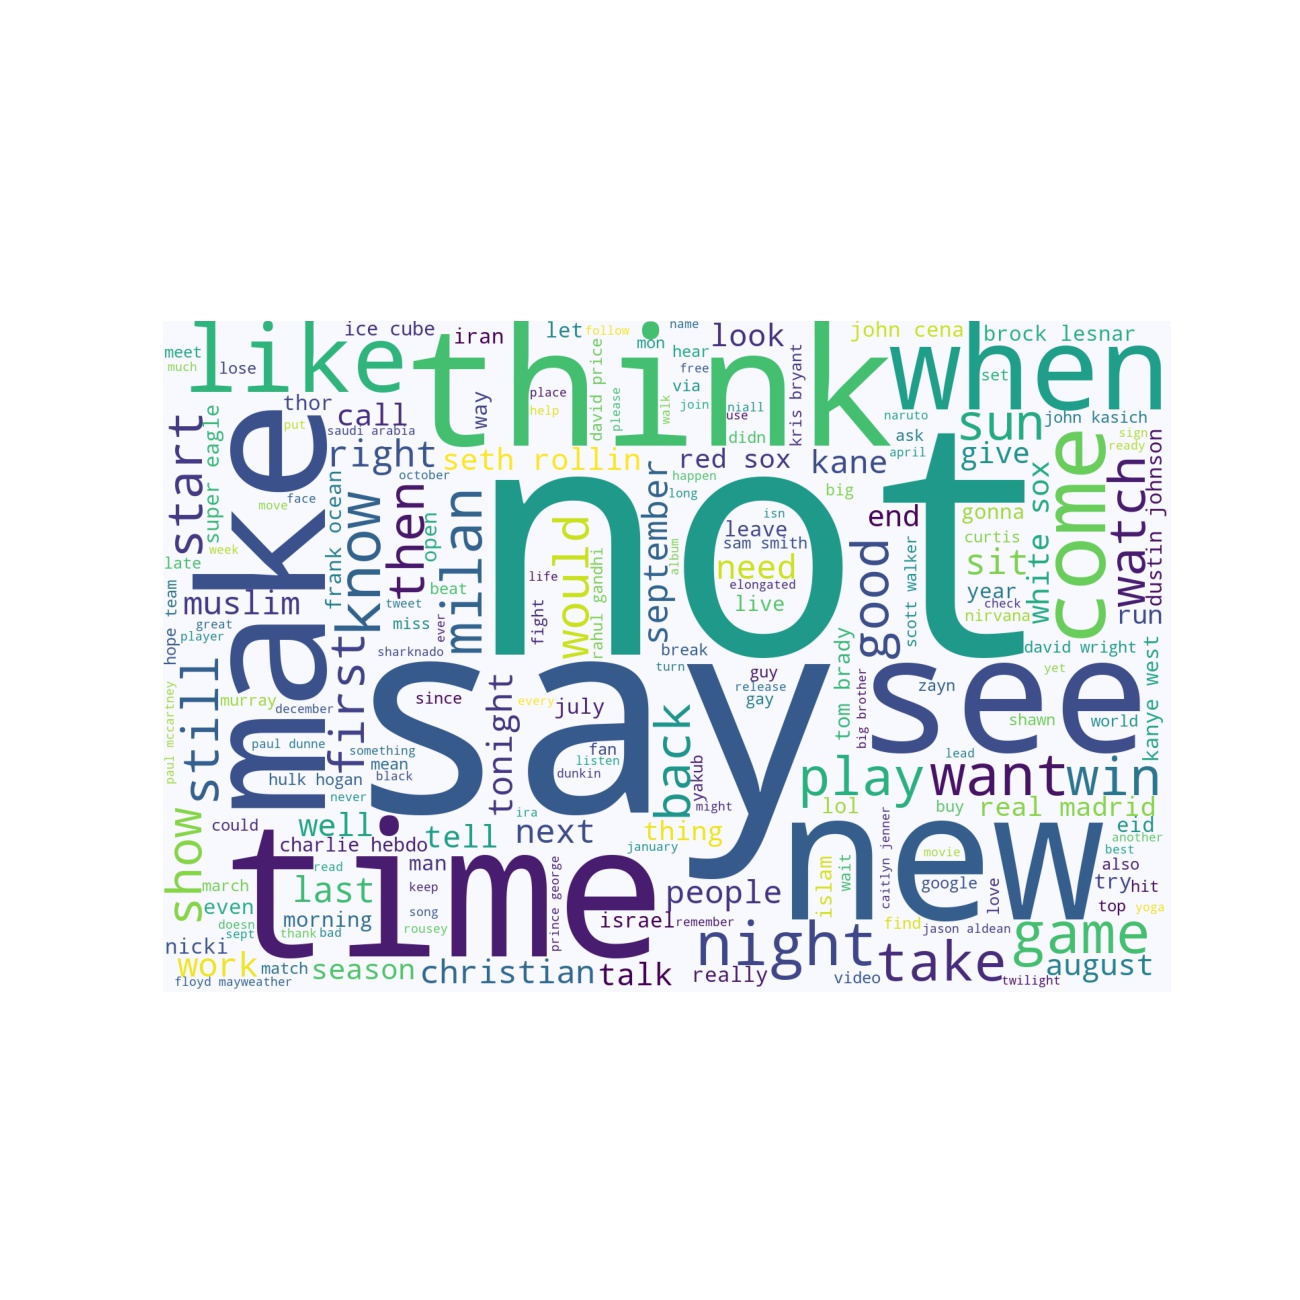 ice cube
iran
let
follow
name
look
john cena
brock lesnar
like
think
when
meet
much
lose
way
place
help
david price
please
mon
walk
hear
free
via
join
niall
use
didn
kris bryant
naruto
ask
april
set
sun
john kasich
give
sign
ready
thor
put
call
saudi arabia
right
seth rollin
red sox
kane
start
super eagle
make
october
happen
long
big
end
gonna
curtis
sit
white sox
come
watch
dustin johnson
move
face
week
late
frank ocean
know
then
open
milan
not
would
september
album
isn
leave
sam smith
need
elongated
live
good
scott walker
year
check
nirvana
run
muslim
hope team
great
player
tweet
beat
miss
ever
life
fight
rahul gandhi
first
sharknado
break
turn
say
guy
release
gay
tom brady
big brother
see
zayn
david wright
yet
shawn
world
kanye west
still
paul mccartney
murray
december
since
tonight
every
july
back
paul dunne
something
mean
black
hulk hogan
never
fan
listen
dunkin
yakub
might
lead
play
want
win
lol
buy
real madrid
show
could
well
charlie hebdo
tell
ira
next
thing
january
new
eid
another
best
also
time
read
man
march
last
keep
even
doesn
sept
morning
song
thank
bad
rousey
prince george
people
israel
remember
islam
wait
caitlyn jenner
movie
google
love
try
hit
top
yoga
find
jason aldean
game
nicki
work
match
season
christian
talk
night
really
video
take
august
twilight
floyd mayweather